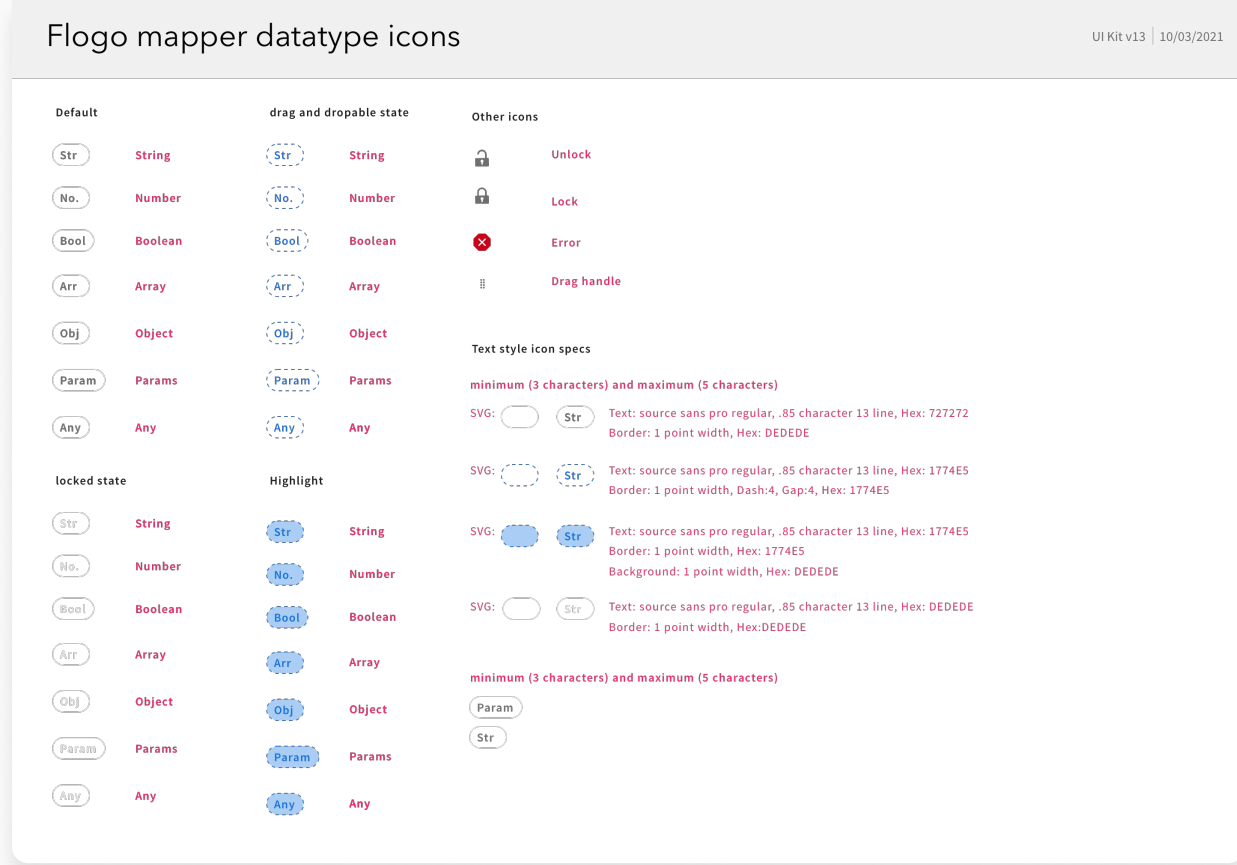 Flogo mapper datatype icons
UI Kit v13 | 10/03/2021
Default
Str String
No. Number
Bool Boolean
Arr Array
Obj Object
Param Params
Any Any
drag and dropable state
Str String
No. Number
Bool Boolean
Arr Array
Obj Object
Param Params
Any Any
locked state
Str String
No. Number
Bool Boolean
Arr Array
Obj Object
Param Params
Any Any
Highlight
Str String
No. Number
Bool Boolean
Arr Array
Obj Object
Param Params
Any Any
Other icons
Unlock
Lock
Error
Drag handle
Text style icon specs
minimum (3 characters) and maximum (5 characters)
SVG: Str Text: source sans pro regular, .85 character 13 line, Hex: 727272
Border: 1 point width, Hex: DEDEDE
SVG: Str Text: source sans pro regular, .85 character 13 line, Hex: 1774E5
Border: 1 point width, Dash:4, Gap:4, Hex: 1774E5
SVG: Str Text: source sans pro regular, .85 character 13 line, Hex: 1774E5
Border: 1 point width, Hex: 1774E5
Background: 1 point width, Hex: DEDEDE
SVG: Str Text: source sans pro regular, .85 character 13 line, Hex: DEDEDE
Border: 1 point width, Hex:DEDEDE
minimum (3 characters) and maximum (5 characters)
Param
Str